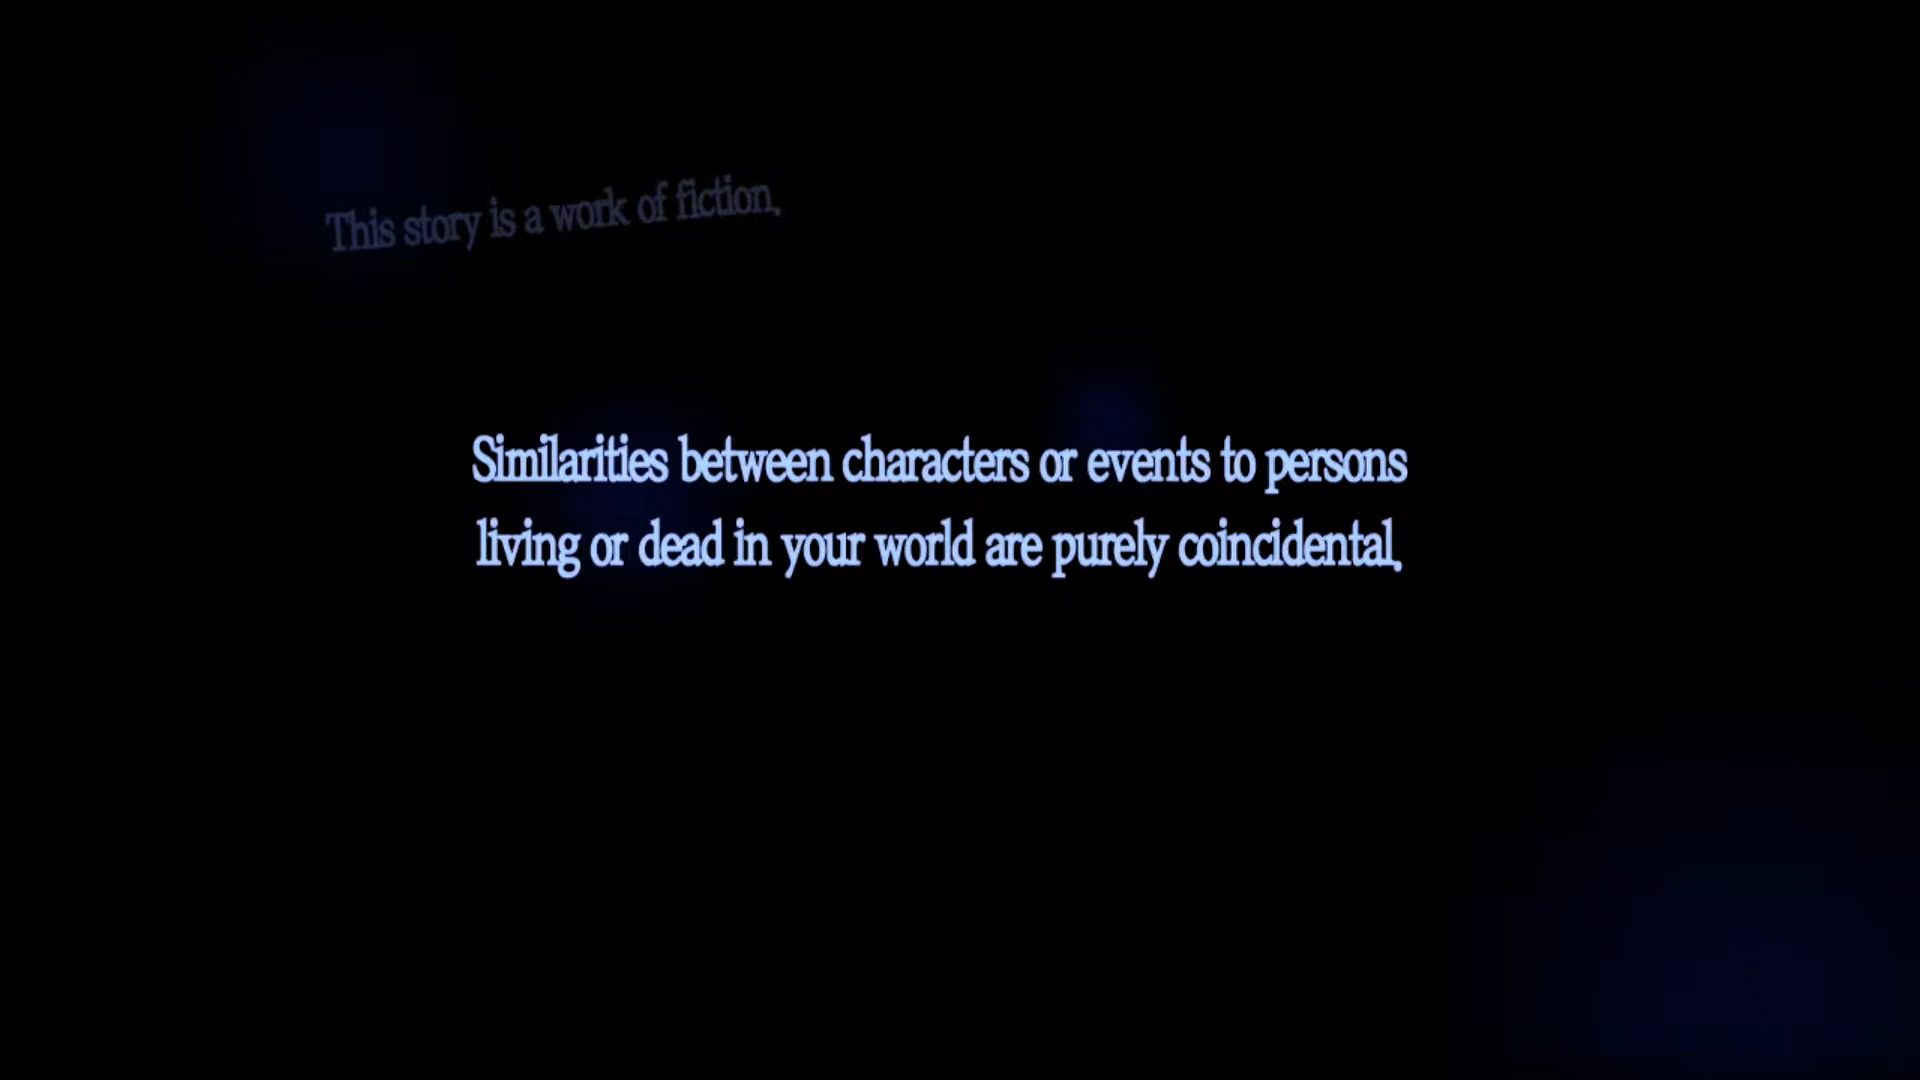 This story is a work of fiction.
Similarities between characters or events to persons
living or dead in your world are purely coincidental.